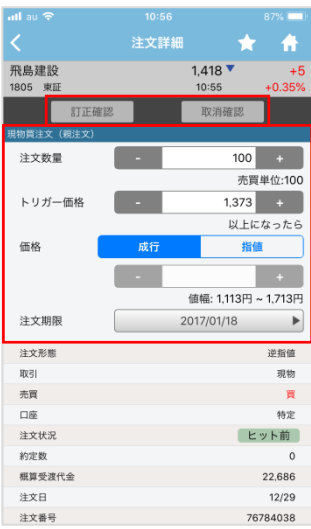 au 10:56 87%
注文詳細
飛島建設 1,418 ▼ +5
1805 東証 10:55 +0.35%
訂正確認 取消確認
現物買注文（親注文）
注文数量 - 100 +
売買単位:100
トリガー価格 - 1,373 +
以上になったら
価格 成行 指値
- +
値幅: 1,113円 ~ 1,713円
注文期限 2017/01/18 ▶
注文形態 逆指値
取引 現物
売買 買
口座 特定
注文状況 ヒット前
約定数 0
概算受渡代金 22,686
注文日 12/29
注文番号 76784038